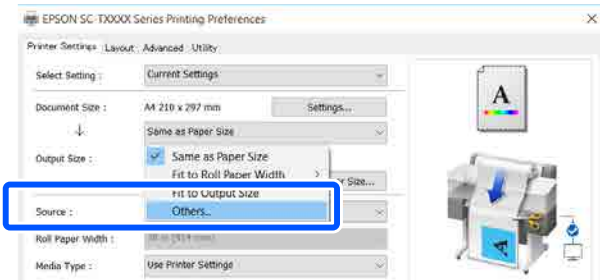 EPSON SC-TXXXX Series Printing Preferences
Printer Settings Layout Advanced Utility
Select Setting : Current Settings
Document Size : A4 210 x 297 mm Settings...
Same as Paper Size
Output Size :
Same as Paper Size
Fit to Roll Paper Width
Size...
Fit to Output Size
Source : Others..
Roll Paper Width :
Media Type : Use Printer Settings
A